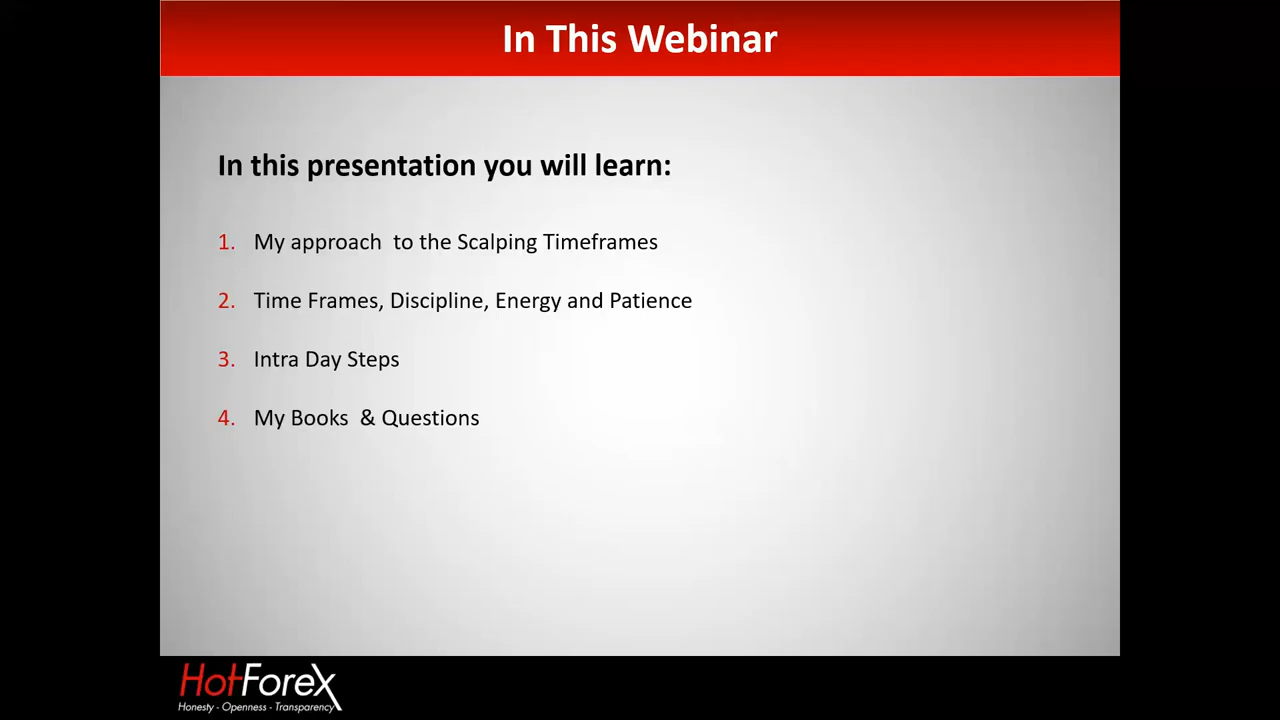 In This Webinar
In this presentation you will learn:
1. My approach  to the Scalping Timeframes
2. Time Frames, Discipline, Energy and Patience
3. Intra Day Steps
4. My Books  & Questions
HotForex
Honesty - Openness - Transparency